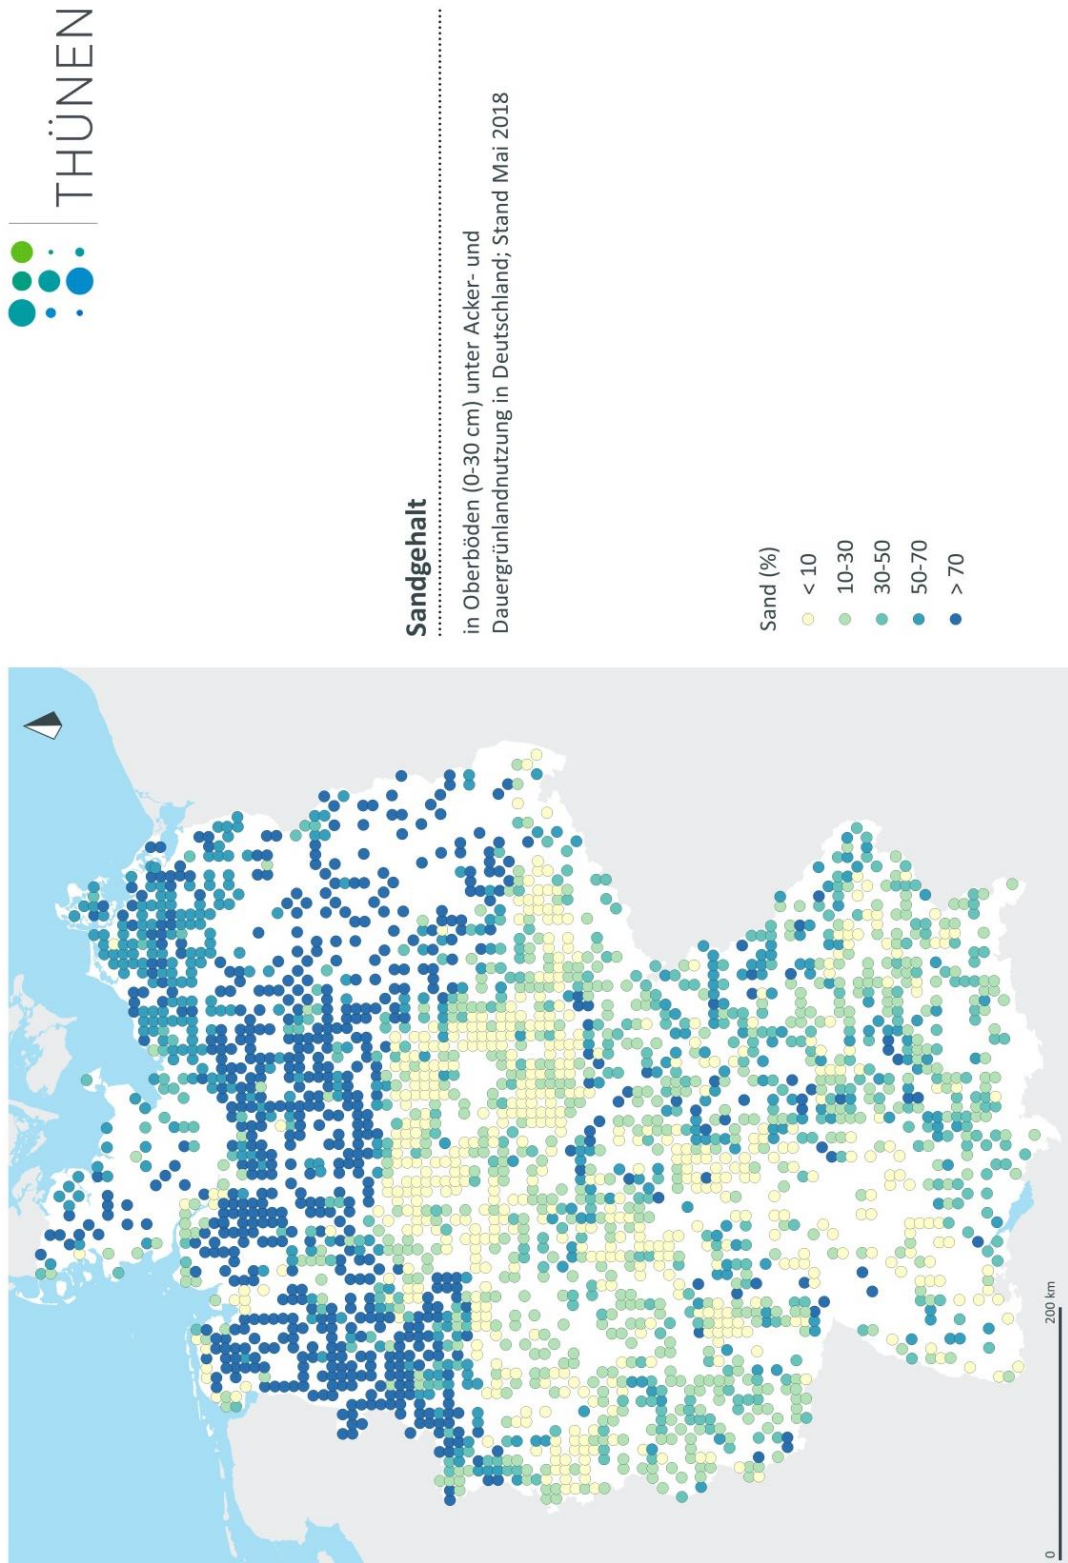 THÜNEN
Sandgehalt
in Oberböden (0-30 cm) unter Acker- und
Dauergrünlandnutzung in Deutschland; Stand Mai 2018
Sand (%)
< 10
10-30
30-50
50-70
> 70
0 200 km